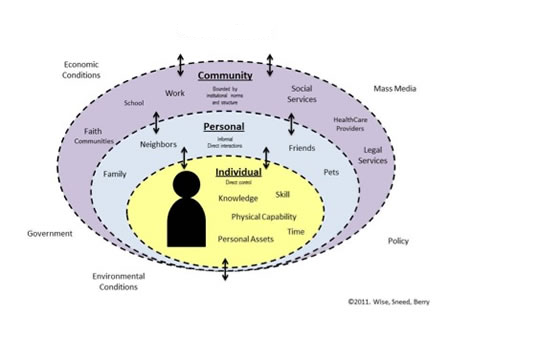 Economic
Conditions
Community
Bounded by
institutional norms
and structure
Work
School
Social
Services
Mass Media
HealthCare
Providers
Faith
Communities
Legal
Services
Personal
Informal
Direct interactions
Neighbors
Friends
Family
Pets
Individual
Direct control
Knowledge
Skill
Physical Capability
Time
Personal Assets
Government
Policy
Environmental
Conditions
©2011. Wise, Sneed, Berry